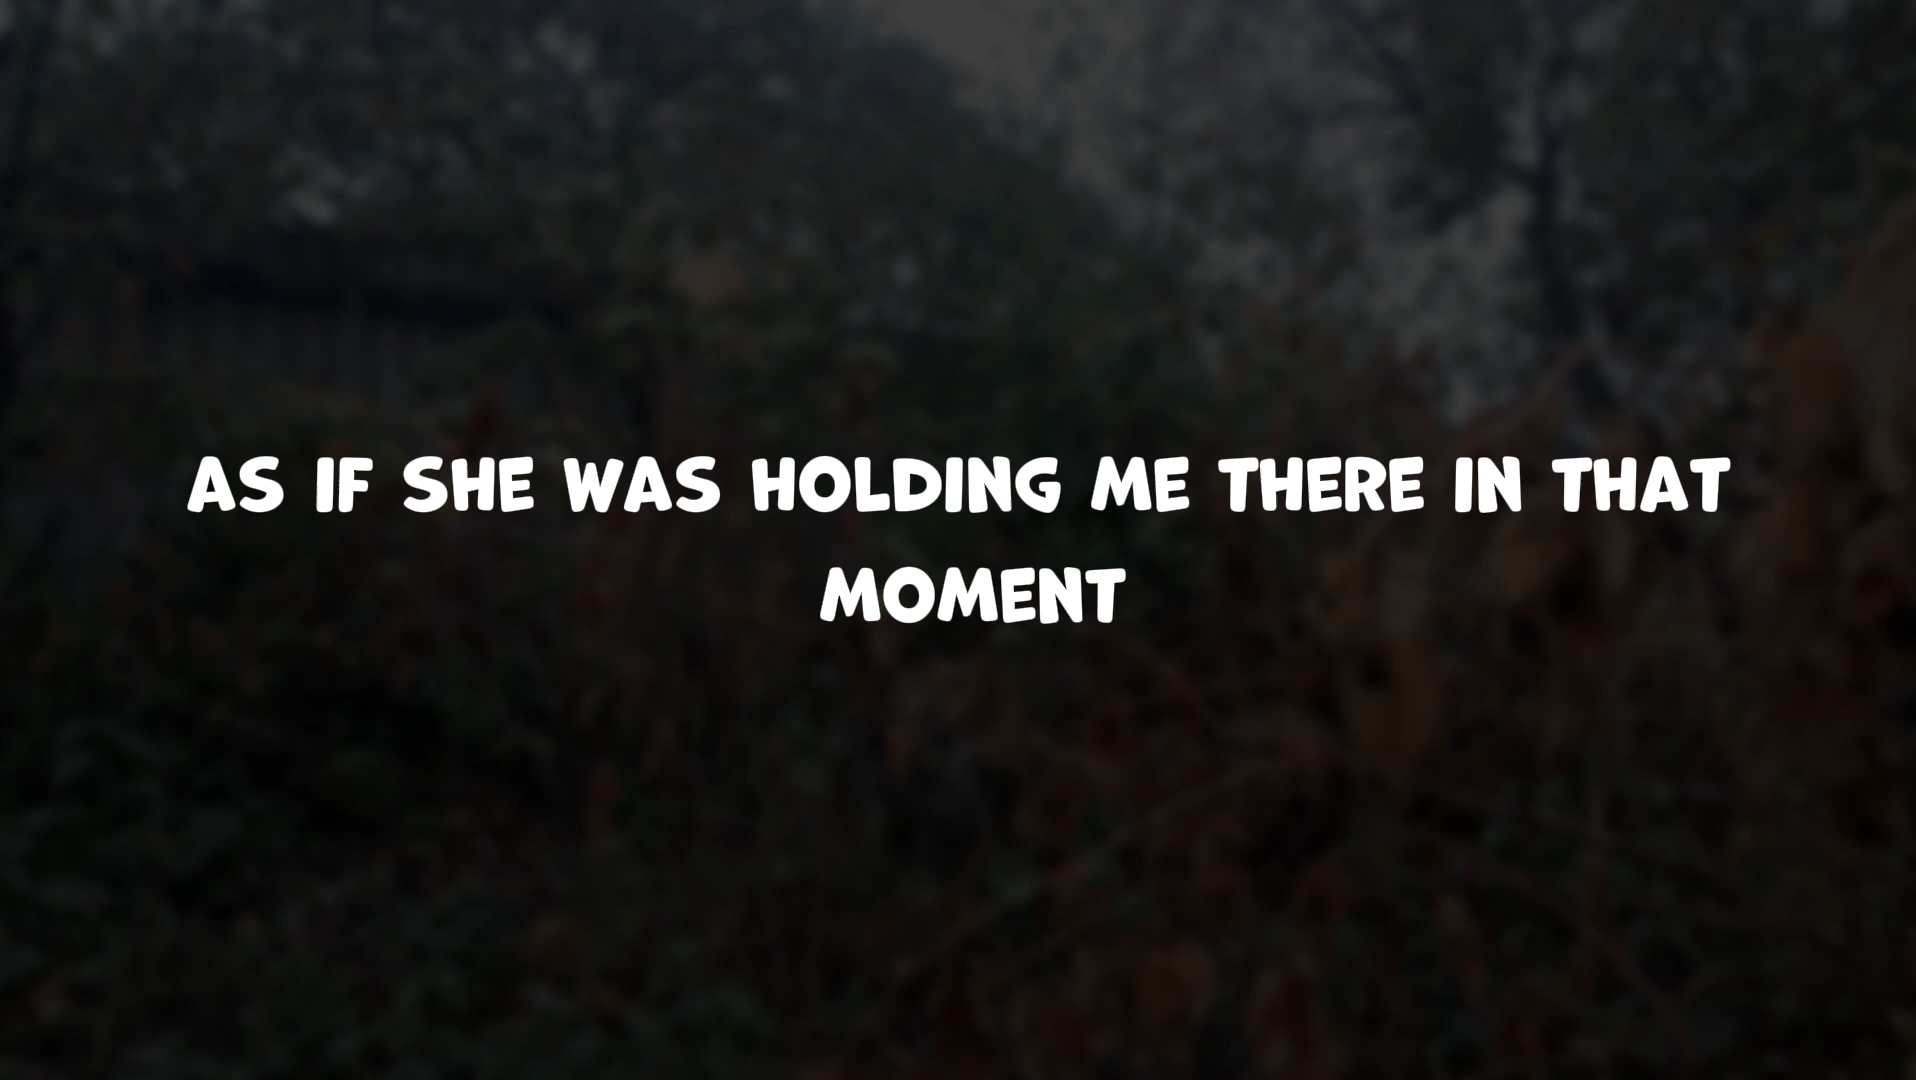 AS IF SHE WAS HOLDING ME THERE IN THAT
MOMENT